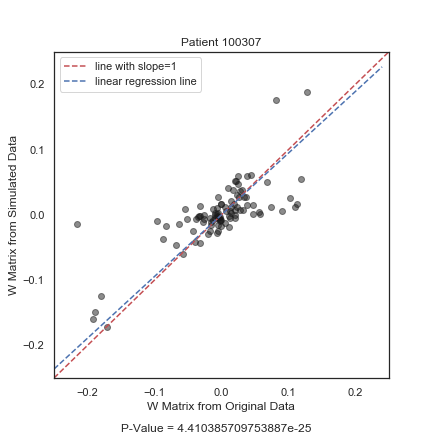 Patient 100307
line with slope=1
linear regression line
W Matrix from Simulated Data
0.2
0.1
0.0
−0.1
−0.2
−0.2 −0.1 0.0 0.1 0.2
W Matrix from Original Data
P-Value = 4.410385709753887e-25